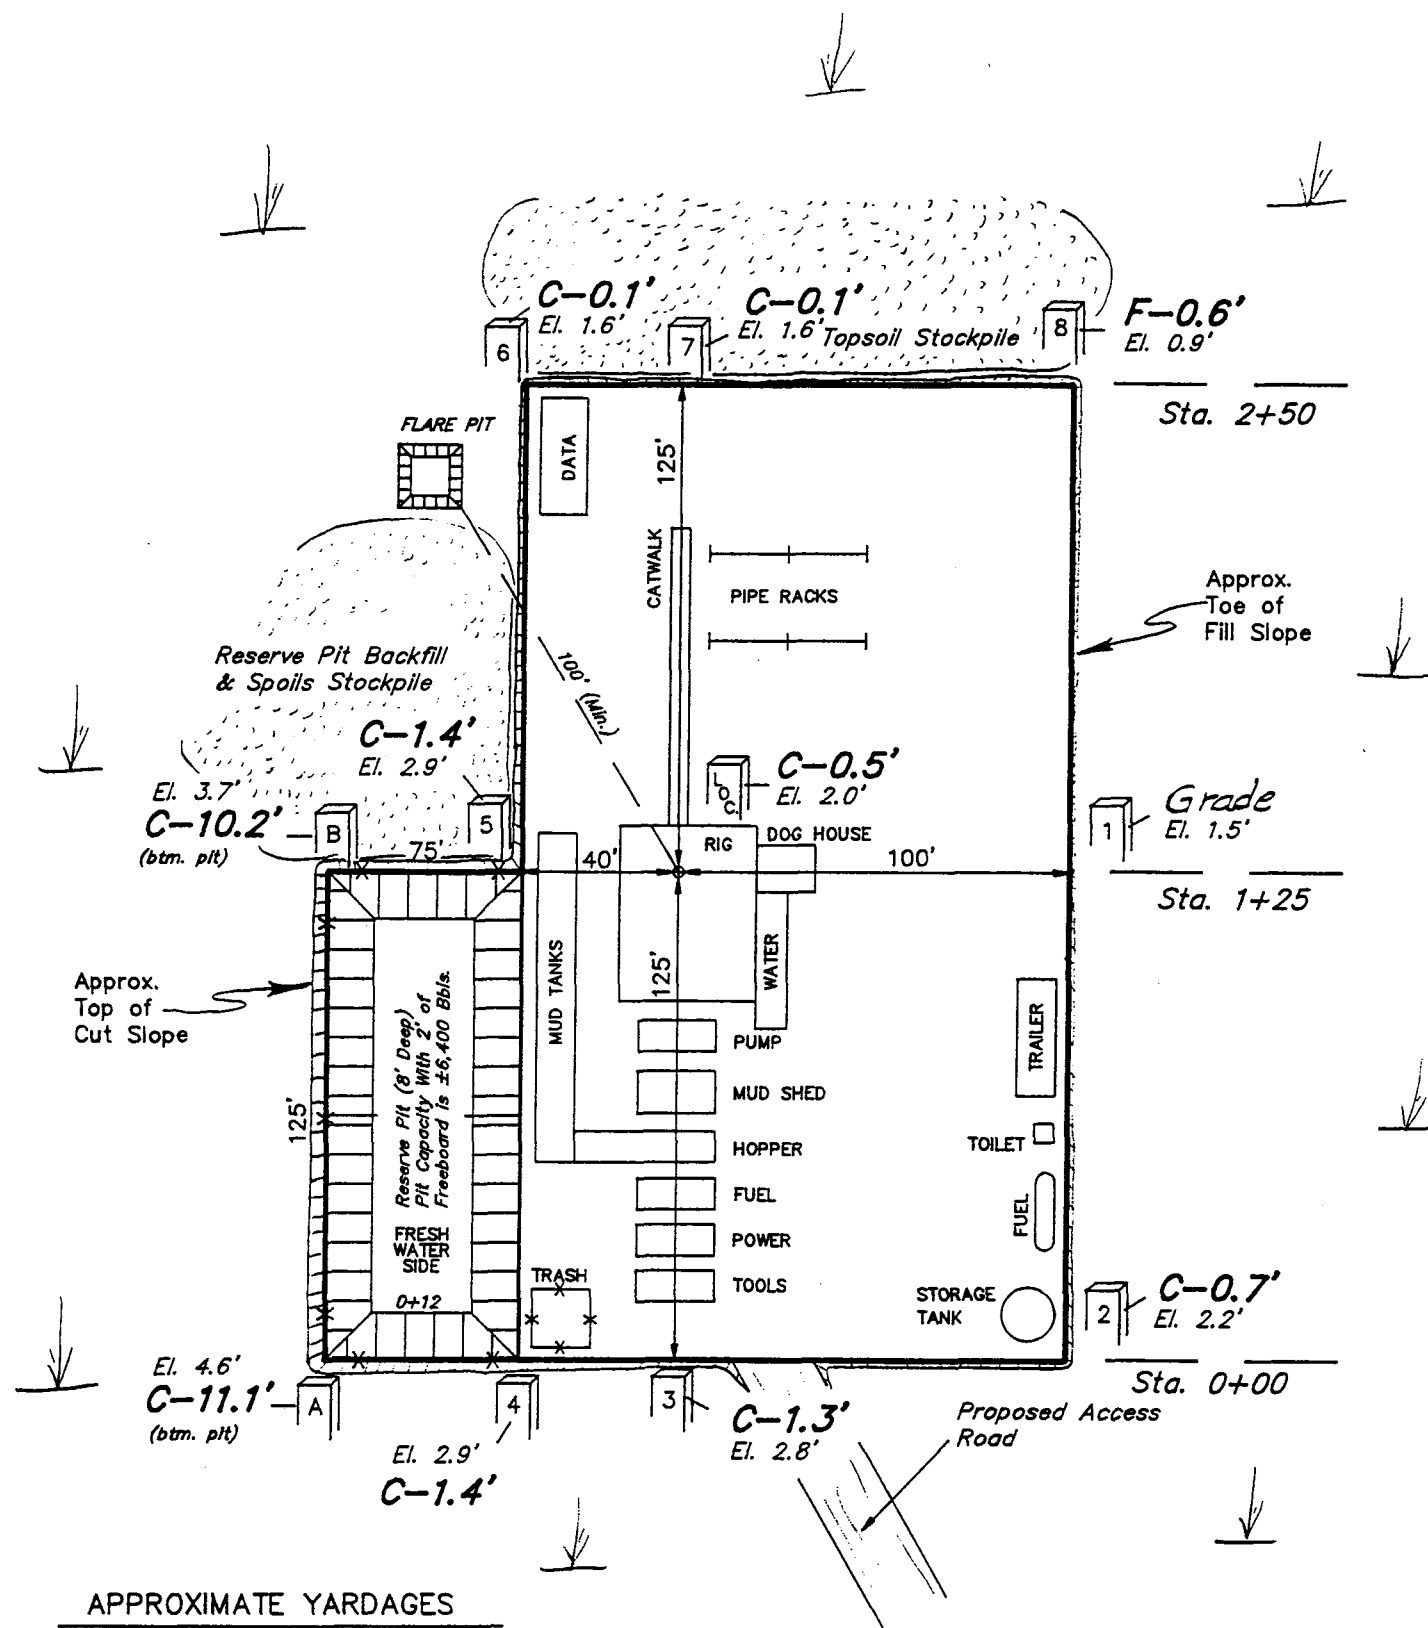 C-0.1'
El. 1.6'
6
C-0.1'
El. 1.6'
7
Topsoil Stockpile
8
F-0.6'
El. 0.9'
Sta. 2+50
FLARE PIT
DATA
125'
CATWALK
PIPE RACKS
Approx.
Toe of
Fill Slope
Reserve Pit Backfill
& Spoils Stockpile
100' (Min.)
C-1.4'
El. 2.9'
5
El. 3.7'
C-10.2'
(btm. pit)
B
75'
LOC.
C-0.5'
El. 2.0'
RIG
DOG HOUSE
40'
100'
1
Grade
El. 1.5'
Sta. 1+25
Approx.
Top of
Cut Slope
125'
Reserve Pit (8' Deep)
Pit Capacity With 2' of
Freeboard is ±6,400 Bbls.
FRESH
WATER
SIDE
0+12
MUD TANKS
125'
WATER
PUMP
MUD SHED
HOPPER
FUEL
POWER
TOOLS
TRASH
TRAILER
TOILET
FUEL
STORAGE
TANK
2
C-0.7'
El. 2.2'
Sta. 0+00
El. 4.6'
C-11.1'
(btm. pit)
A
4
El. 2.9'
C-1.4'
3
C-1.3'
El. 2.8'
Proposed Access
Road
APPROXIMATE YARDAGES